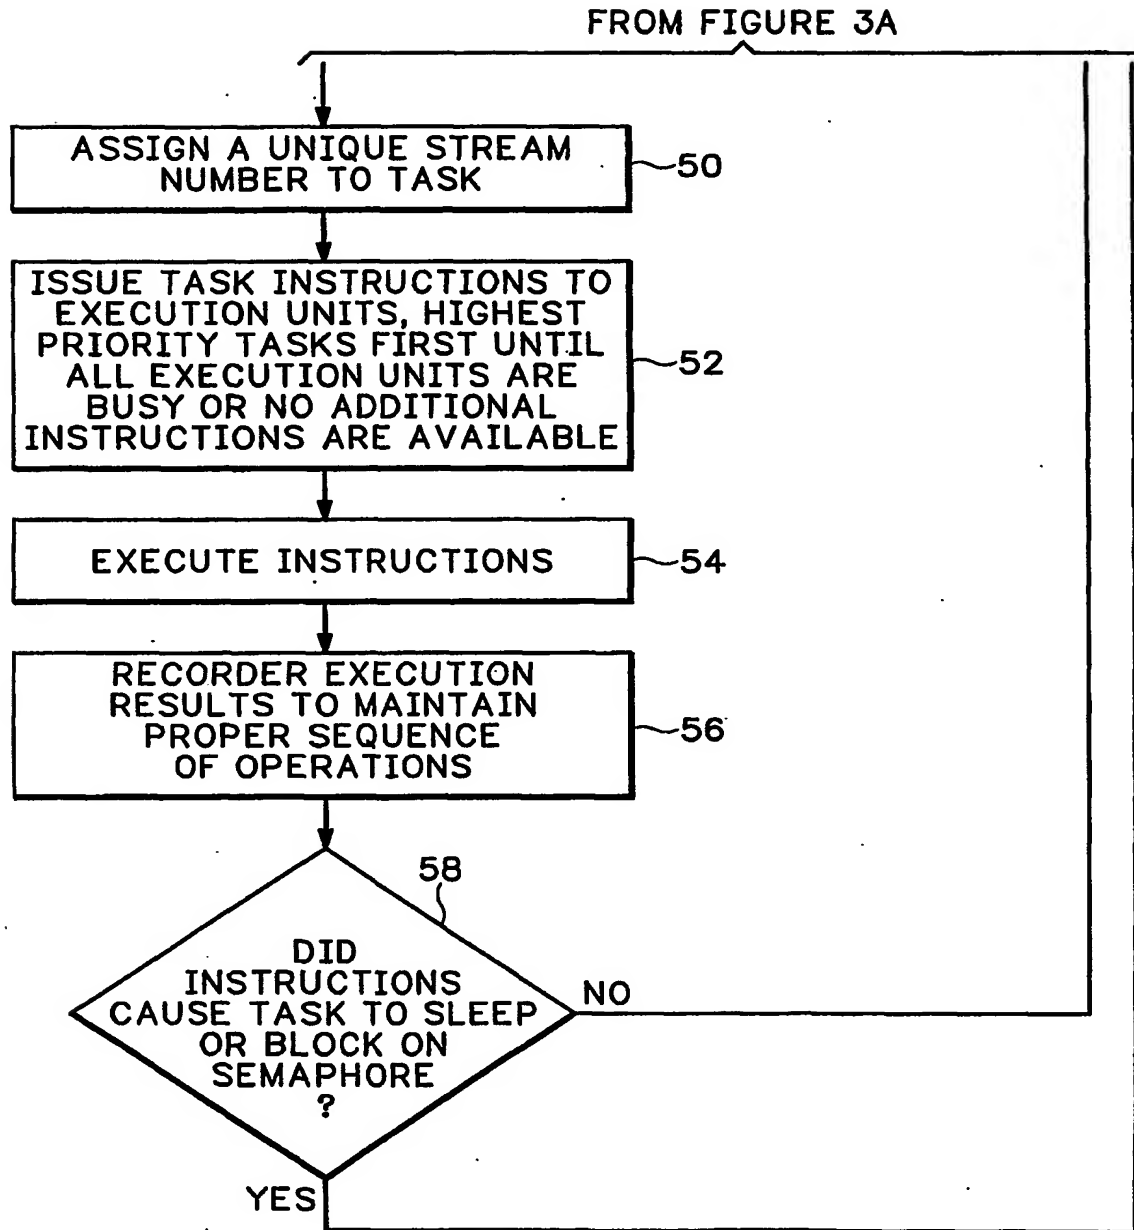 FROM FIGURE 3A
ASSIGN A UNIQUE STREAM
NUMBER TO TASK
50
ISSUE TASK INSTRUCTIONS TO
EXECUTION UNITS, HIGHEST
PRIORITY TASKS FIRST UNTIL
ALL EXECUTION UNITS ARE
BUSY OR NO ADDITIONAL
INSTRUCTIONS ARE AVAILABLE
52
EXECUTE INSTRUCTIONS
54
RECORDER EXECUTION
RESULTS TO MAINTAIN
PROPER SEQUENCE
OF OPERATIONS
56
58
DID
INSTRUCTIONS
CAUSE TASK TO SLEEP
OR BLOCK ON
SEMAPHORE
?
NO
YES